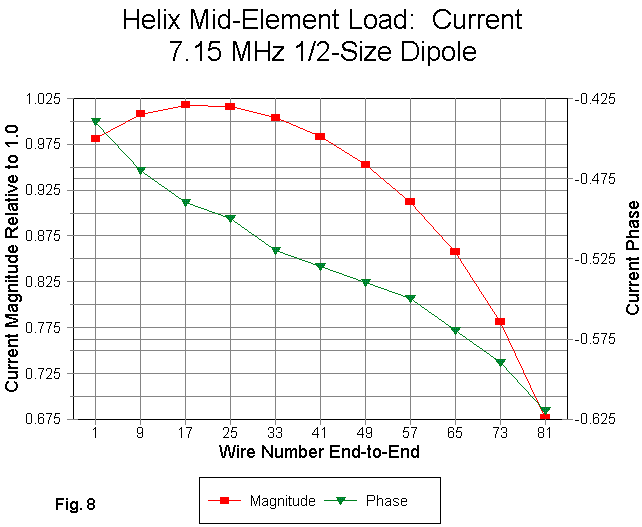 Helix Mid-Element Load:  Current
7.15 MHz 1/2-Size Dipole
Current Magnitude Relative to 1.0
1.025
0.975
0.925
0.875
0.825
0.775
0.725
0.675
-0.425
-0.475
-0.525
-0.575
-0.625
Current Phase
1 9 17 25 33 41 49 57 65 73 81
Wire Number End-to-End
Magnitude Phase
Fig. 8